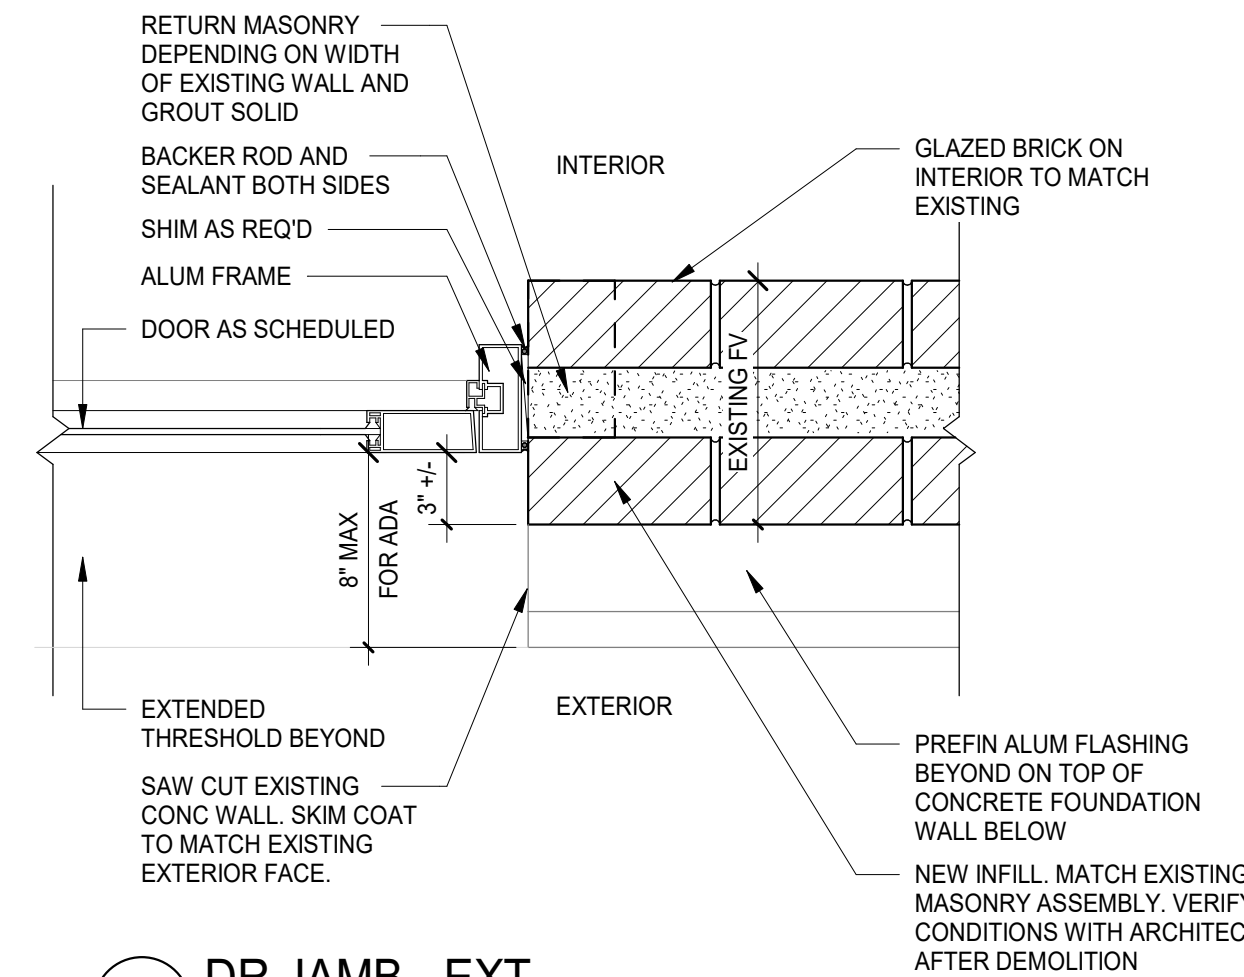 RETURN MASONRY
DEPENDING ON WIDTH
OF EXISTING WALL AND
GROUT SOLID
BACKER ROD AND
SEALANT BOTH SIDES
SHIM AS REQ'D
ALUM FRAME
DOOR AS SCHEDULED
INTERIOR
GLAZED BRICK ON
INTERIOR TO MATCH
EXISTING
EXISTING FV
3" +/-
8" MAX
FOR ADA
EXTERIOR
EXTENDED
THRESHOLD BEYOND
SAW CUT EXISTING
CONC WALL. SKIM COAT
TO MATCH EXISTING
EXTERIOR FACE.
PREFIN ALUM FLASHING
BEYOND ON TOP OF
CONCRETE FOUNDATION
WALL BELOW
NEW INFILL. MATCH EXISTING
MASONRY ASSEMBLY. VERIFY
CONDITIONS WITH ARCHITEC
AFTER DEMOLITION
DR JAMB - EXT